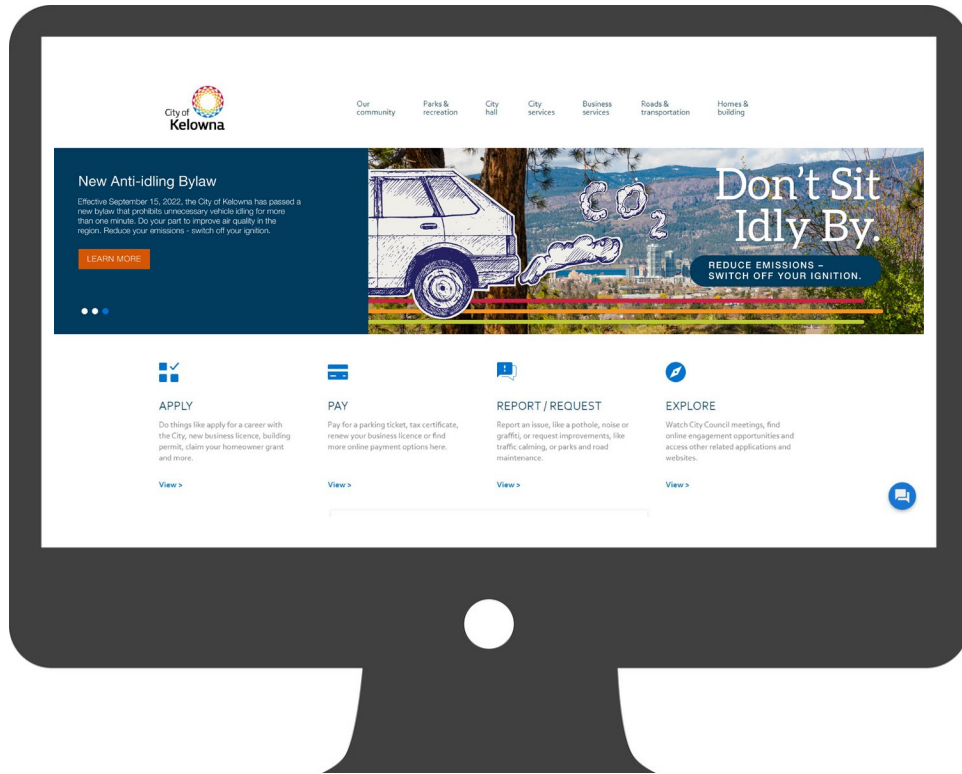 City of
Kelowna
Our community
Parks & recreation
City hall
City services
Business services
Roads & transportation
Homes & building
New Anti-idling Bylaw
Effective September 15, 2022, the City of Kelowna has passed a
new bylaw that prohibits unnecessary vehicle idling for more
than one minute. Do your part to improve air quality in the
region. Reduce your emissions - switch off your ignition.
LEARN MORE
CO2
Don't Sit
Idly By.
REDUCE EMISSIONS –
SWITCH OFF YOUR IGNITION.
APPLY
Do things like apply for a career with
the City, new business licence, building
permit, claim your homeowner grant
and more.
View >
PAY
Pay for a parking ticket, tax certificate,
renew your business licence or find
more online payment options here.
View >
REPORT / REQUEST
Report an issue, like a pothole, noise or
graffiti, or request improvements, like
traffic calming, or parks and road
maintenance.
View >
EXPLORE
Watch City Council meetings, find
online engagement opportunities and
access other related applications and
websites.
View >